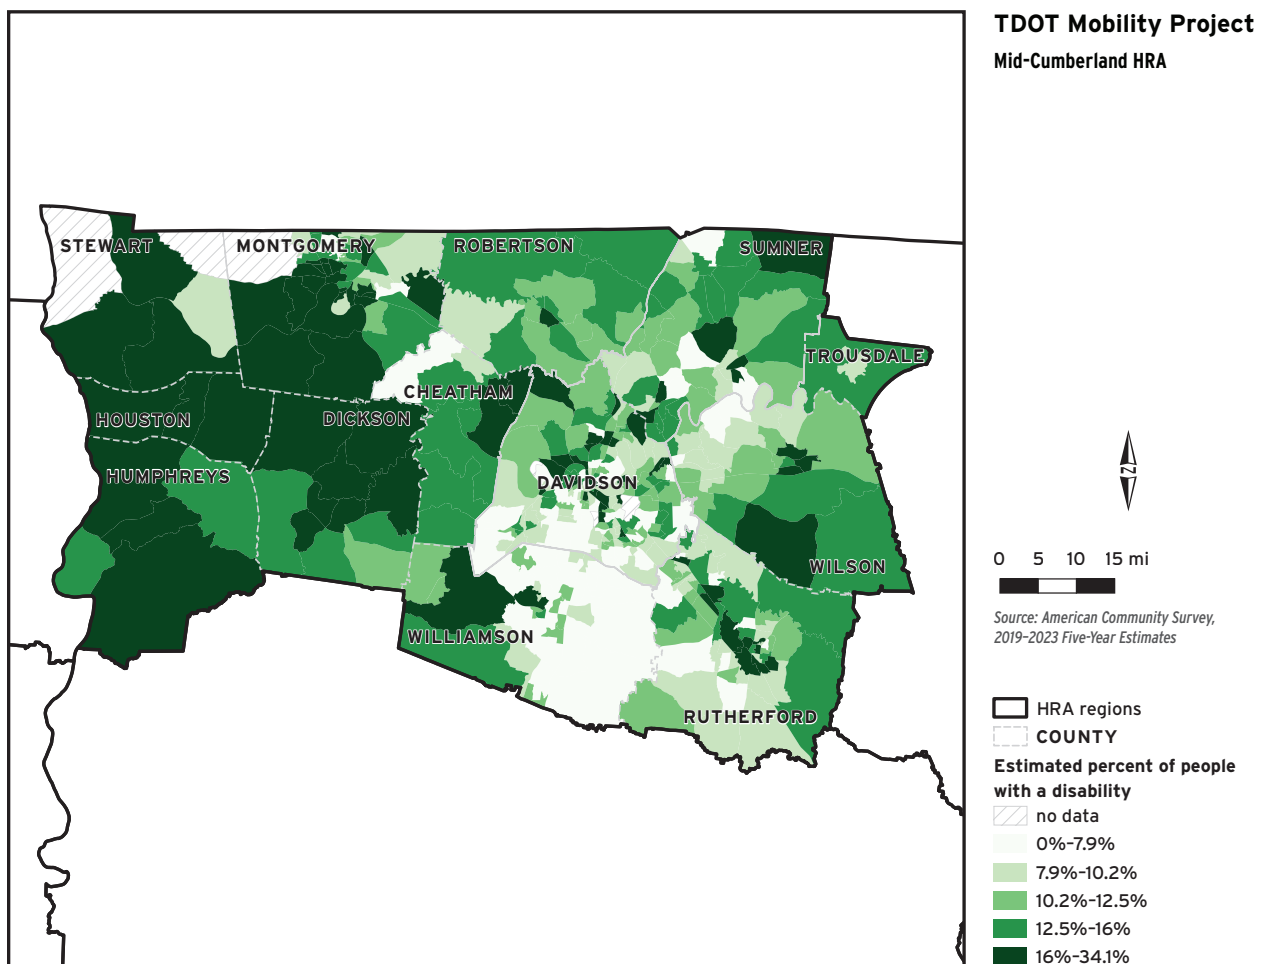 TDOT Mobility Project
Mid-Cumberland HRA
STEWART
MONTGOMERY
ROBERTSON
SUMNER
TROUSDALE
CHEATHAM
HOUSTON
DICKSON
HUMPHREYS
DAVIDSON
WILSON
WILLIAMSON
RUTHERFORD
N
0 5 10 15 mi
Source: American Community Survey,
2019–2023 Five-Year Estimates
HRA regions
COUNTY
Estimated percent of people
with a disability
no data
0%–7.9%
7.9%–10.2%
10.2%–12.5%
12.5%–16%
16%–34.1%